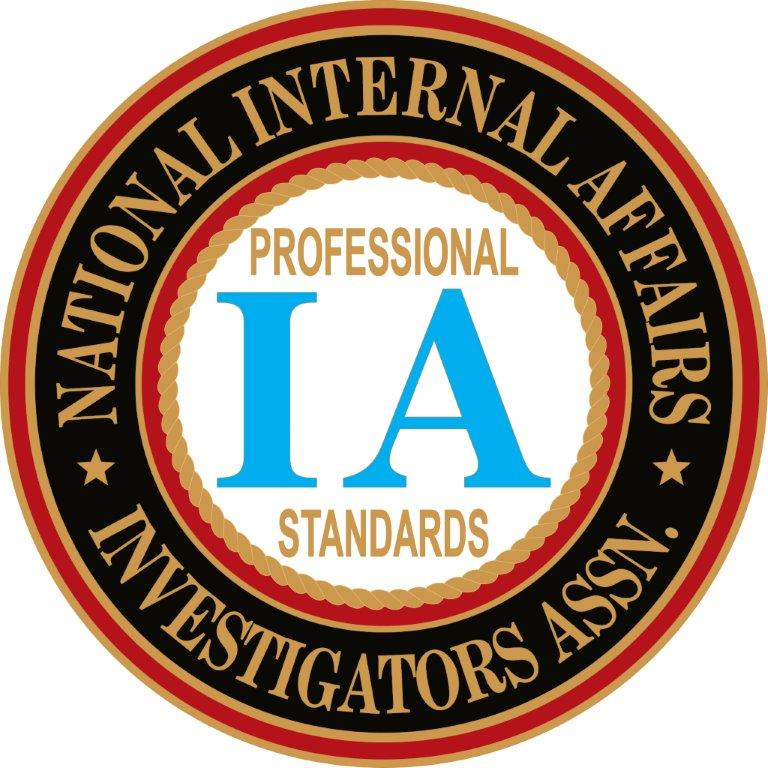 NATIONAL INTERNAL AFFAIRS
PROFESSIONAL
IA
STANDARDS
INVESTIGATORS ASSN.